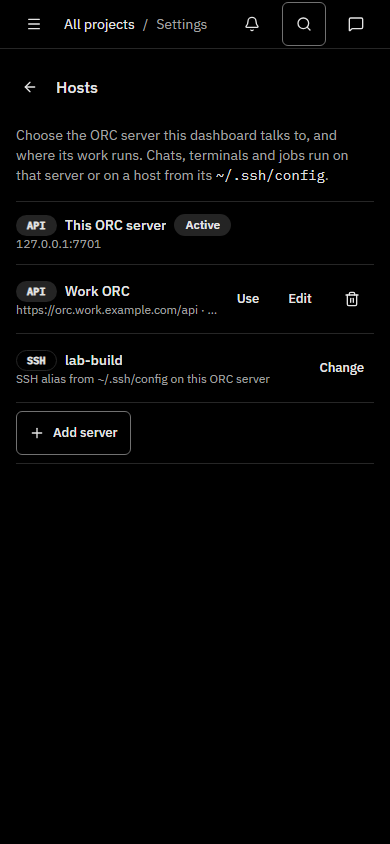 All projects / Settings
Hosts
Choose the ORC server this dashboard talks to, and
where its work runs. Chats, terminals and jobs run on
that server or on a host from its ~/.ssh/config.
API This ORC server Active
127.0.0.1:7701
API Work ORC
https://orc.work.example.com/api · ...
Use Edit
SSH lab-build
SSH alias from ~/.ssh/config on this ORC server
Change
+ Add server